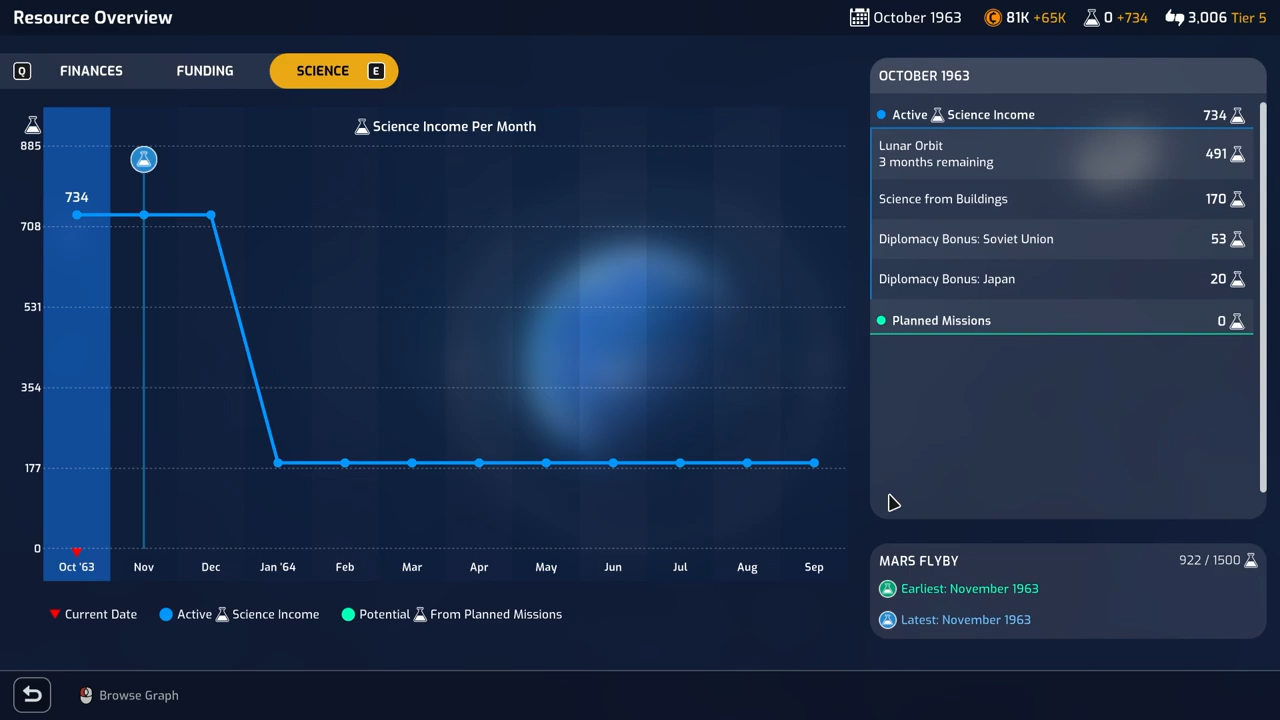 Resource Overview
October 1963
81K +65K
0 +734
3,006 Tier 5
Q
FINANCES
FUNDING
SCIENCE
E
Science Income Per Month
885
708
531
354
177
0
734
Oct '63
Nov
Dec
Jan '64
Feb
Mar
Apr
May
Jun
Jul
Aug
Sep
Current Date
Active Science Income
Potential From Planned Missions
OCTOBER 1963
Active Science Income 734
Lunar Orbit
3 months remaining
491
Science from Buildings 170
Diplomacy Bonus: Soviet Union 53
Diplomacy Bonus: Japan 20
Planned Missions 0
MARS FLYBY 922 / 1500
Earliest: November 1963
Latest: November 1963
Browse Graph